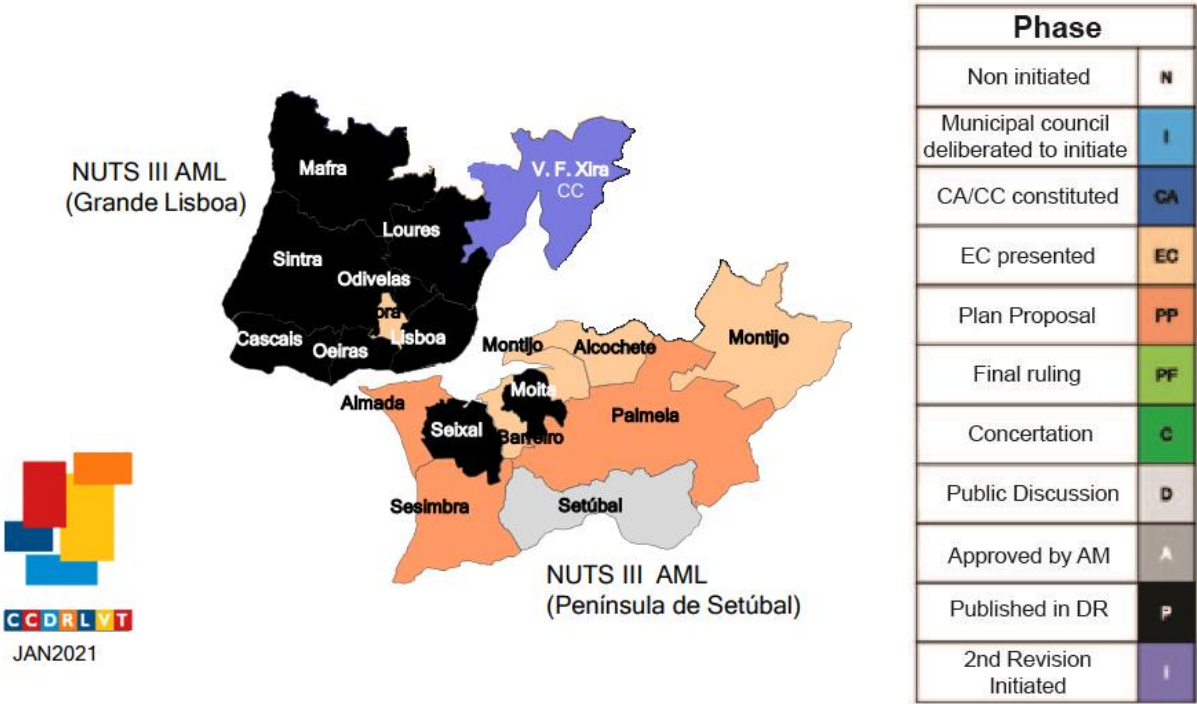 NUTS III AML
(Grande Lisboa)
Mafra
V. F. Xira
CC
Loures
Sintra
Odivelas
ora
Cascais
Oeiras
Lisboa
Montijo
Alcochete
Montijo
Moita
Almada
Palmela
Seixal
Barreiro
Sesimbra
Setúbal
NUTS III AML
(Península de Setúbal)
CCDRLVT
JAN2021
Phase
Non initiated N
Municipal council
deliberated to initiate I
CA/CC constituted CA
EC presented EC
Plan Proposal PP
Final ruling PF
Concertation C
Public Discussion D
Approved by AM A
Published in DR P
2nd Revision
Initiated I